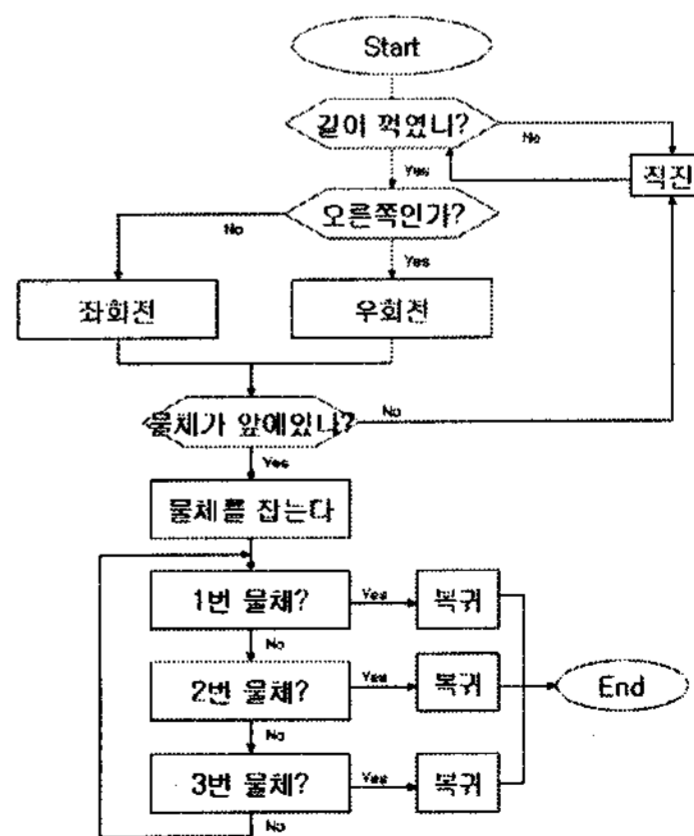 Start
길이 꺽였니?
No
직진
Yes
오른쪽인가?
No
Yes
좌회전
우회전
물체가 앞에있니?
No
Yes
물체를 잡는다
1번 물체?
Yes
복귀
No
2번 물체?
Yes
복귀
End
No
3번 물체?
Yes
복귀
No